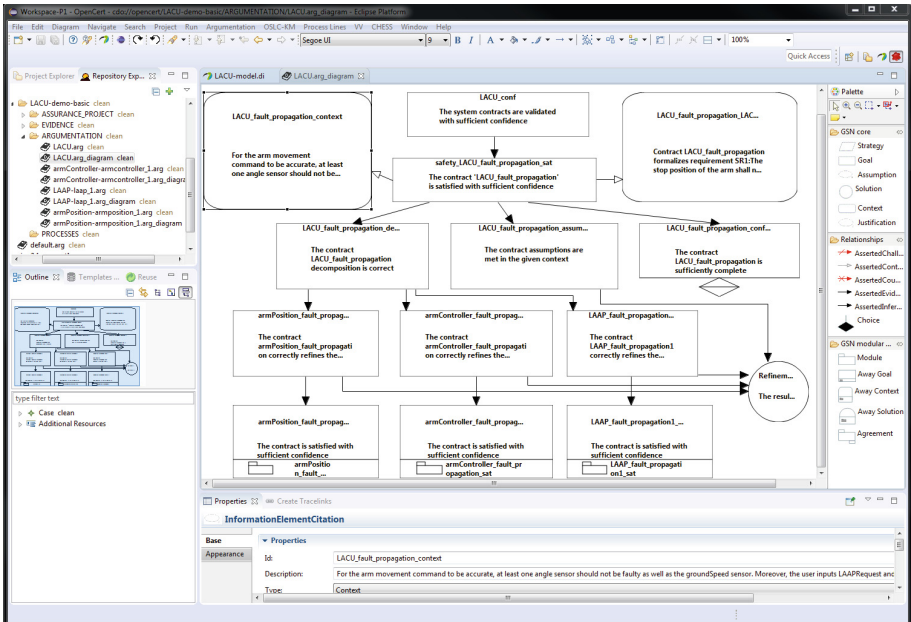 Workspace-P1 - OpenCert - cdo://opencert/LACU-demo-basic/ARGUMENTATION/LACU.arg_diagram - Eclipse Platform
File Edit Diagram Navigate Search Project Run Argumentation OSLC-KM Process Lines VV CHESS Window Help
Segoe UI 9 B I A 100%
Quick Access
Project Explorer Repository Exp...
LACU-demo-basic clean
ASSURANCE_PROJECT clean
EVIDENCE clean
ARGUMENTATION clean
LACU.arg clean
LACU.arg_diagram clean
armController-armcontroller_1.arg clean
armController-armcontroller_1.arg_diagra
LAAP-laap_1.arg clean
LAAP-laap_1.arg_diagram clean
armPosition-armposition_1.arg clean
armPosition-armposition_1.arg_diagram
PROCESSES clean
default.arg clean
Outline Templates... Reuse
type filter text
Case clean
Additional Resources
LACU-model.di LACU.arg_diagram
LACU_fault_propagation_context
For the arm movement
command to be accurate, at least
one angle sensor should not be...
LACU_conf
The system contracts are validated
with sufficient confidence
LACU_fault_propagation_LAC...
Contract LACU_fault_propagation
formalizes requirement SR1:The
stop position of the arm shall n...
safety_LACU_fault_propagation_sat
The contract 'LACU_fault_propagation'
is satisfied with sufficient confidence
LACU_fault_propagation_de...
The contract
LACU_fault_propagation
decomposition is correct
LACU_fault_propagation_assum...
The contract assumptions are
met in the given context
LACU_fault_propagation_conf...
The contract
LACU_fault_propagation is
sufficiently complete
armPosition_fault_propag...
The contract
armPosition_fault_propagati
on correctly refines the...
armController_fault_propag...
The contract
armController_fault_propagati
on correctly refines the...
LAAP_fault_propagation...
The contract
LAAP_fault_propagation1
correctly refines the...
Refinem...
The resul...
armPosition_fault_propag...
The contract is satisfied with
sufficient confidence
armPositio
n_fault_...
armController_fault_propag...
The contract is satisfied with
sufficient confidence
armController_fault_pr
opagation_sat
LAAP_fault_propagation1_...
The contract is satisfied with
sufficient confidence
LAAP_fault_propagati
on1_sat
Palette
GSN core
Strategy
Goal
Assumption
Solution
Context
Justification
Relationships
AssertedChall...
AssertedCont...
AssertedCou...
AssertedEvid...
AssertedInfer...
Choice
GSN modular ...
Module
Away Goal
Away Context
Away Solution
Agreement
Properties Create Tracelinks
InformationElementCitation
Base
Appearance
Properties
Id: LACU_fault_propagation_context
Description: For the arm movement command to be accurate, at least one angle sensor should not be faulty as well as the groundSpeed sensor. Moreover, the user inputs LAAPRequest and
Type: Context